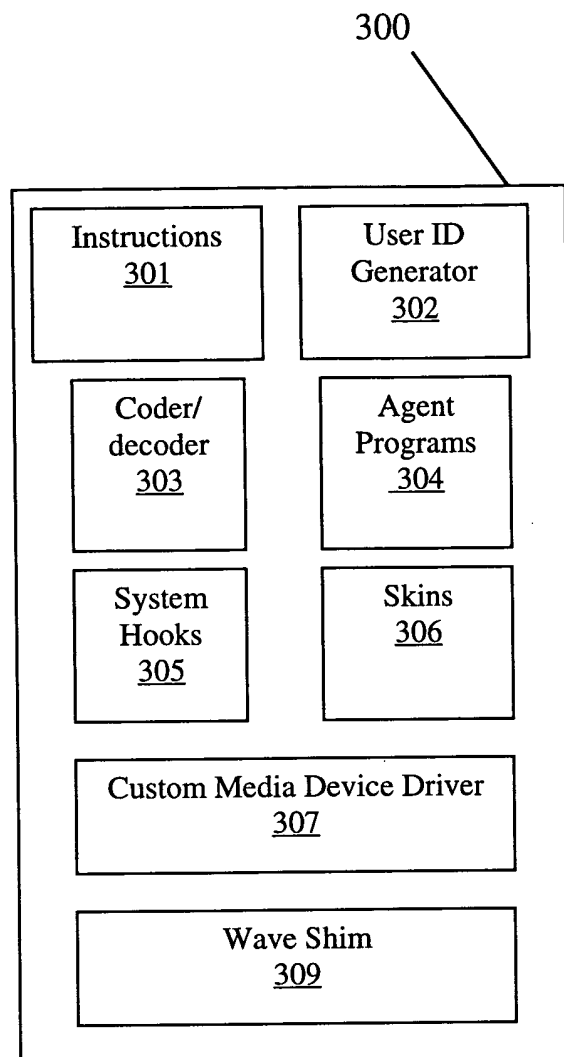 300
Instructions
301
User ID
Generator
302
Coder/
decoder
303
Agent
Programs
304
System
Hooks
305
Skins
306
Custom Media Device Driver
307
Wave Shim
309